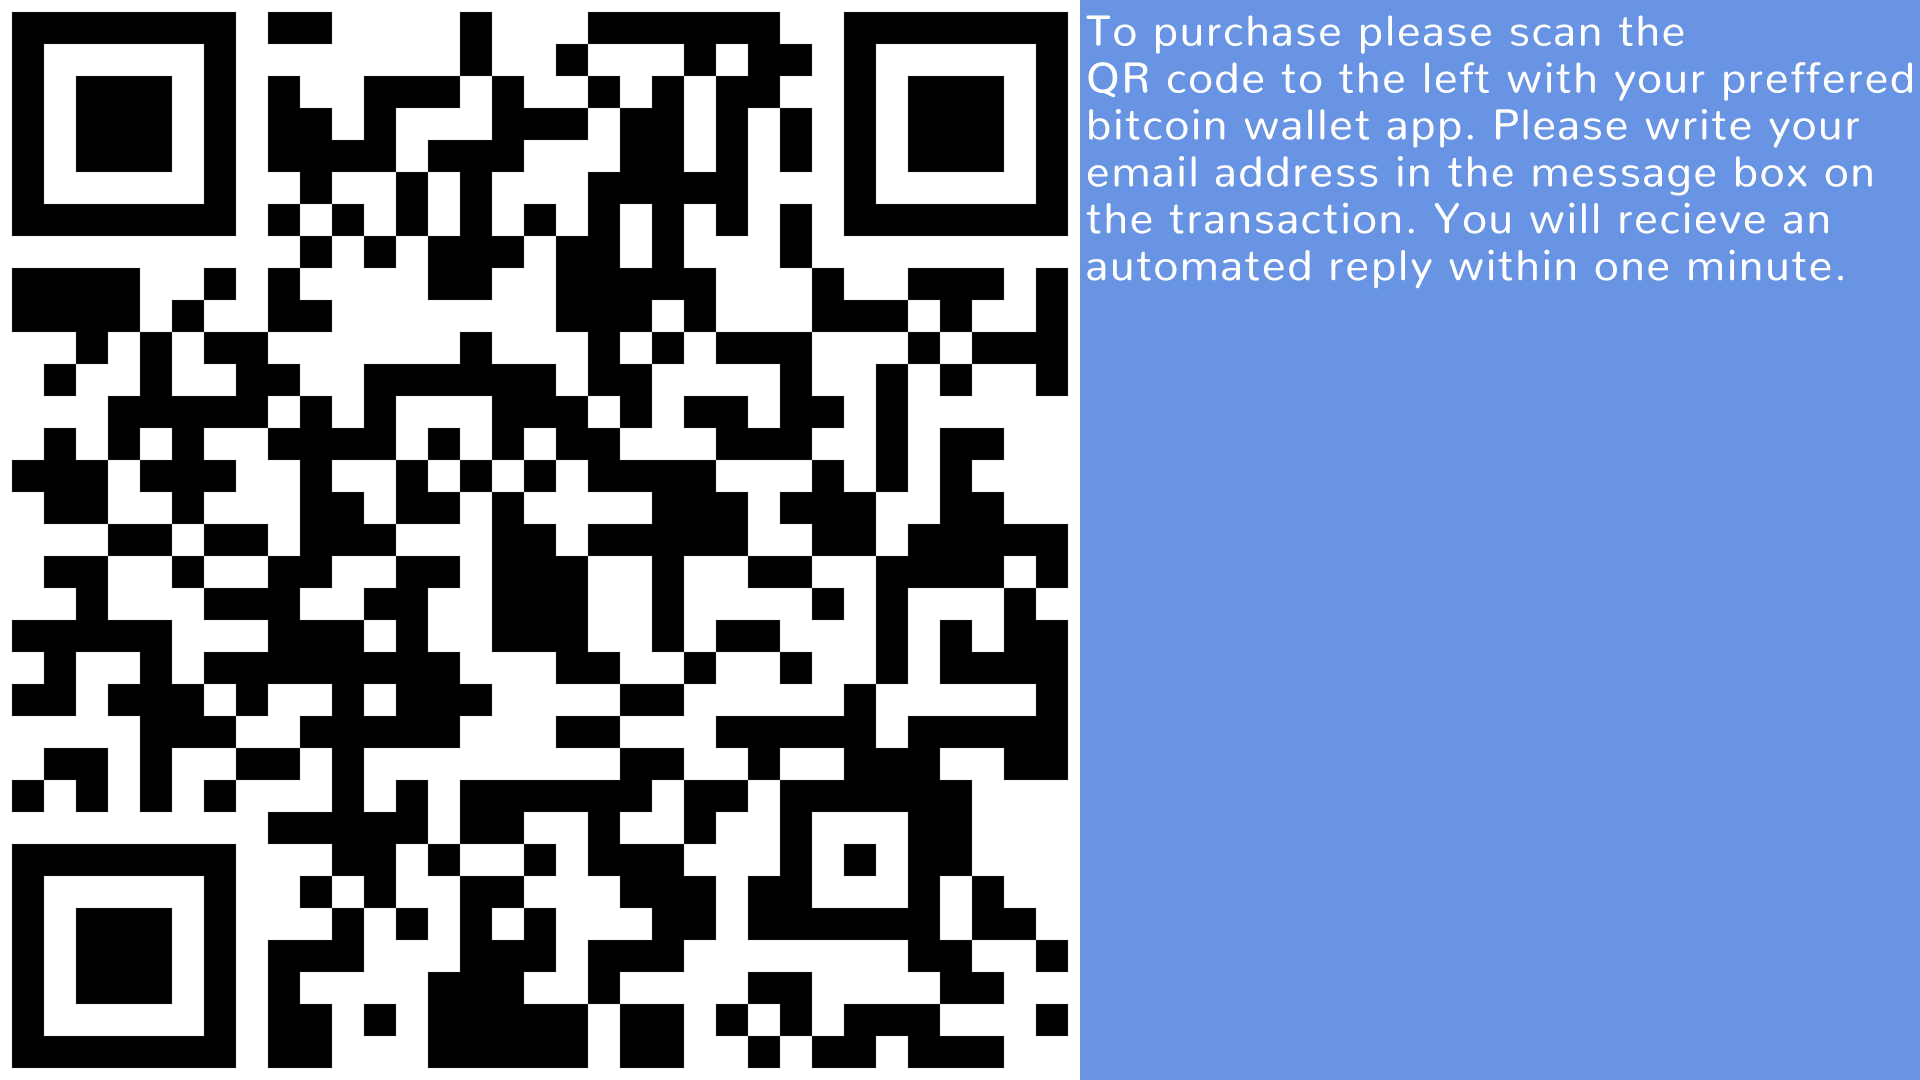 To purchase please scan the
QR code to the left with your preffered
bitcoin wallet app. Please write your
email address in the message box on
the transaction. You will recieve an
automated reply within one minute.